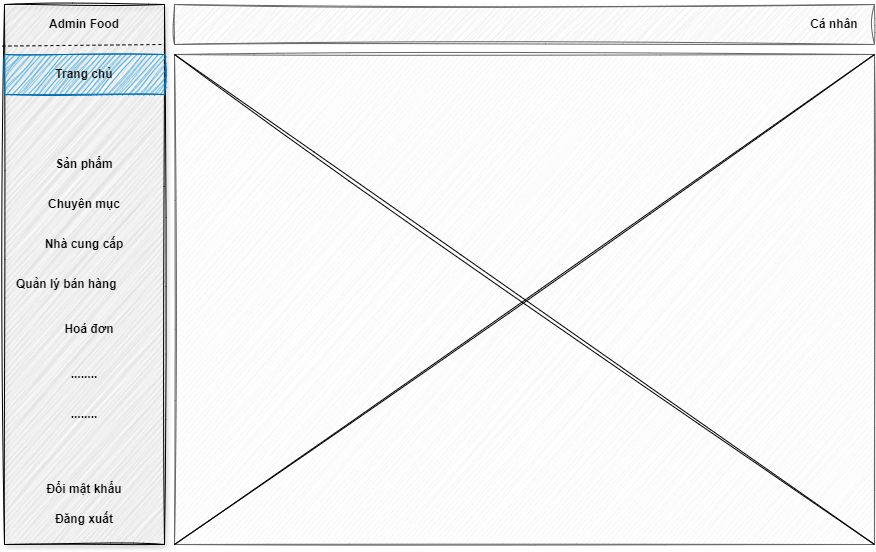 Admin Food
Cá nhân
Trang chủ
Sản phẩm
Chuyên mục
Nhà cung cấp
Quản lý bán hàng
Hoá đơn
........
........
Đổi mật khẩu
Đăng xuất